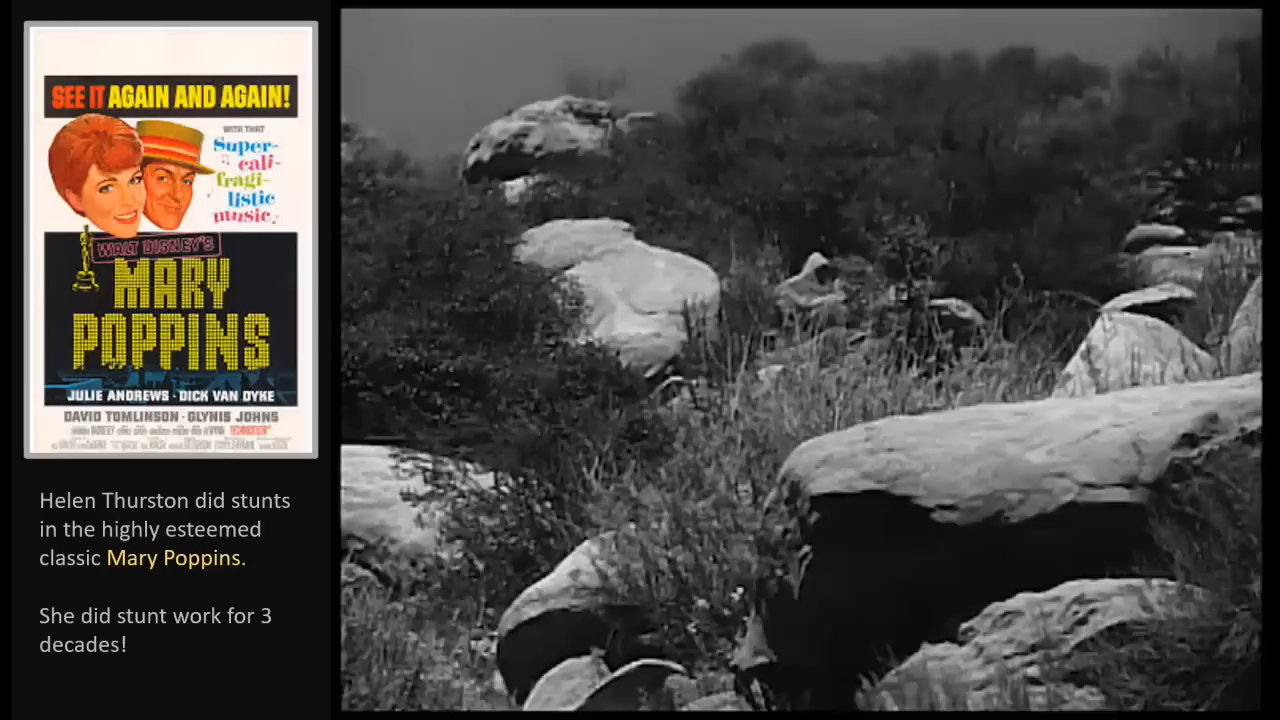 SEE IT AGAIN AND AGAIN!
WITH THAT
Super-
cali-
fragi-
listic
music.
WALT DISNEY'S
MARY
POPPINS
JULIE ANDREWS · DICK VAN DYKE
DAVID TOMLINSON · GLYNIS JOHNS
TECHNICOLOR®
Helen Thurston did stunts
in the highly esteemed
classic Mary Poppins.
She did stunt work for 3
decades!